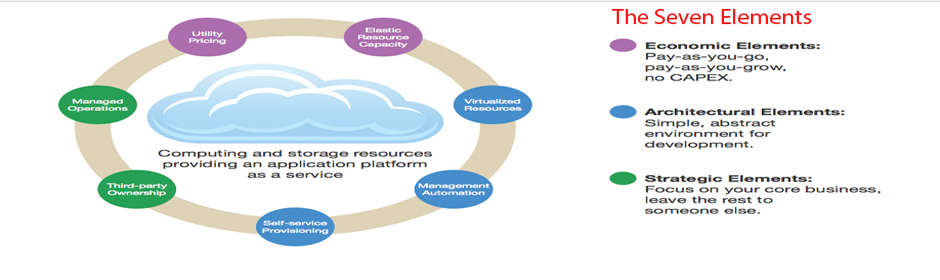 The Seven Elements
Utility
Pricing
Elastic
Resource
Capacity
Managed
Operations
Virtualized
Resources
Computing and storage resources
providing an application platform
as a service
Third-party
Ownership
Management
Automation
Self-service
Provisioning
Economic Elements:
Pay-as-you-go,
pay-as-you-grow,
no CAPEX.
Architectural Elements:
Simple, abstract
environment for
development.
Strategic Elements:
Focus on your core business,
leave the rest to
someone else.